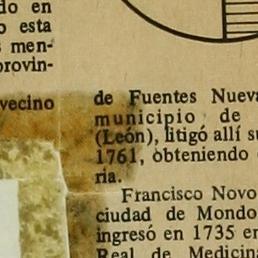 do en
o esta
s men-
provin-
vecino
de Fuentes Nueva
municipio de
(León), litigó allí su
1761, obteniendo
ria.
Francisco Novo
ciudad de Mondo
ingresó en 1735 en
Real de Medicina